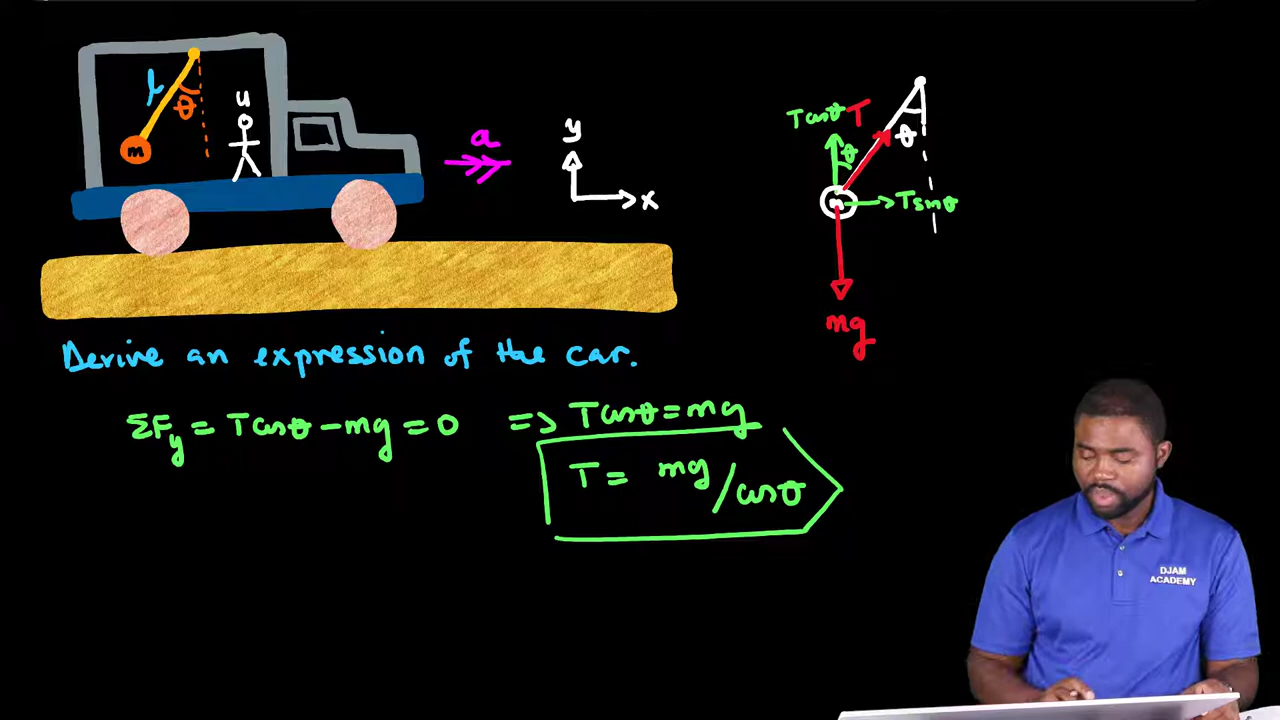 l
θ
m
u
a
y
x
Tcosθ
T
θ
θ
m
Tsinθ
mg
Derive an expression of the car.
ΣFy = Tcosθ - mg = 0 => Tcosθ = mg
T = mg/cosθ
DJAM
ACADEMY